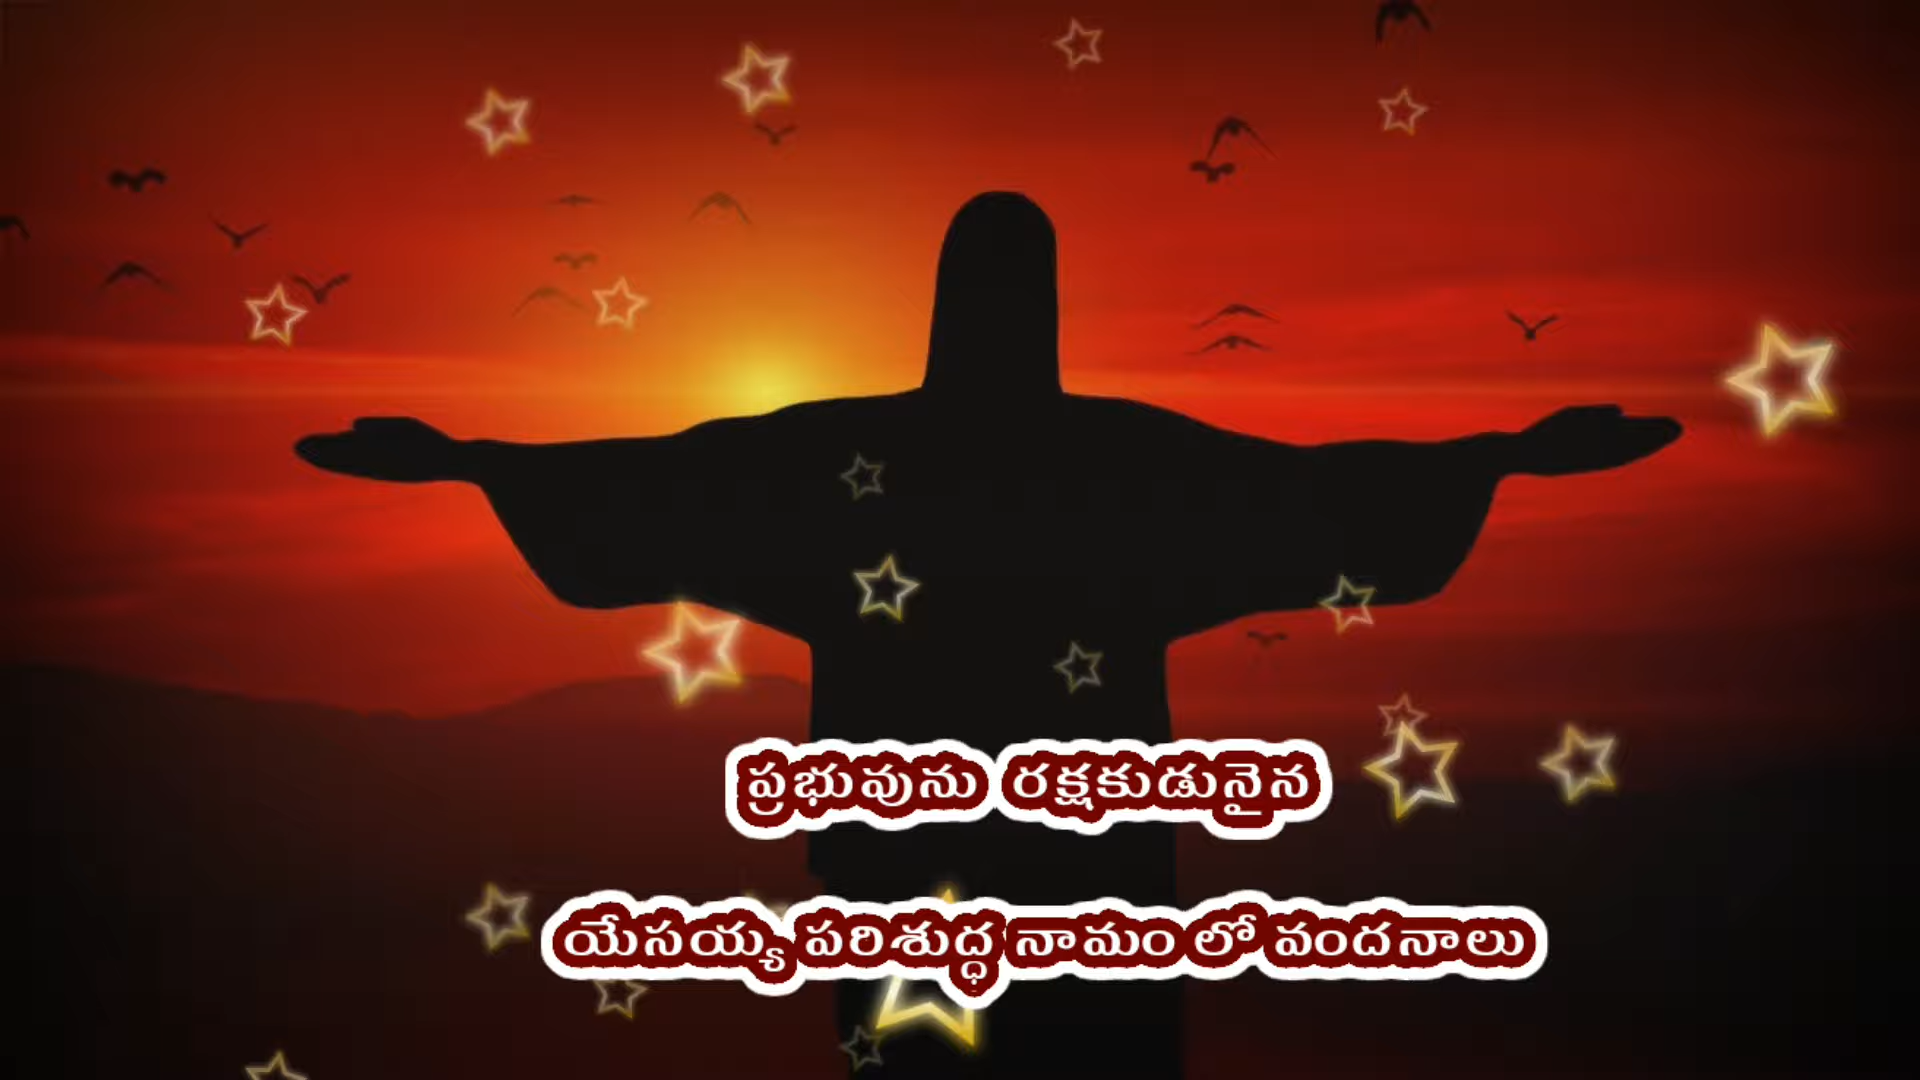 ప్రభువును రక్షకుడునైన
యేసయ్య పరిశుద్ధ నామం లో వందనాలు